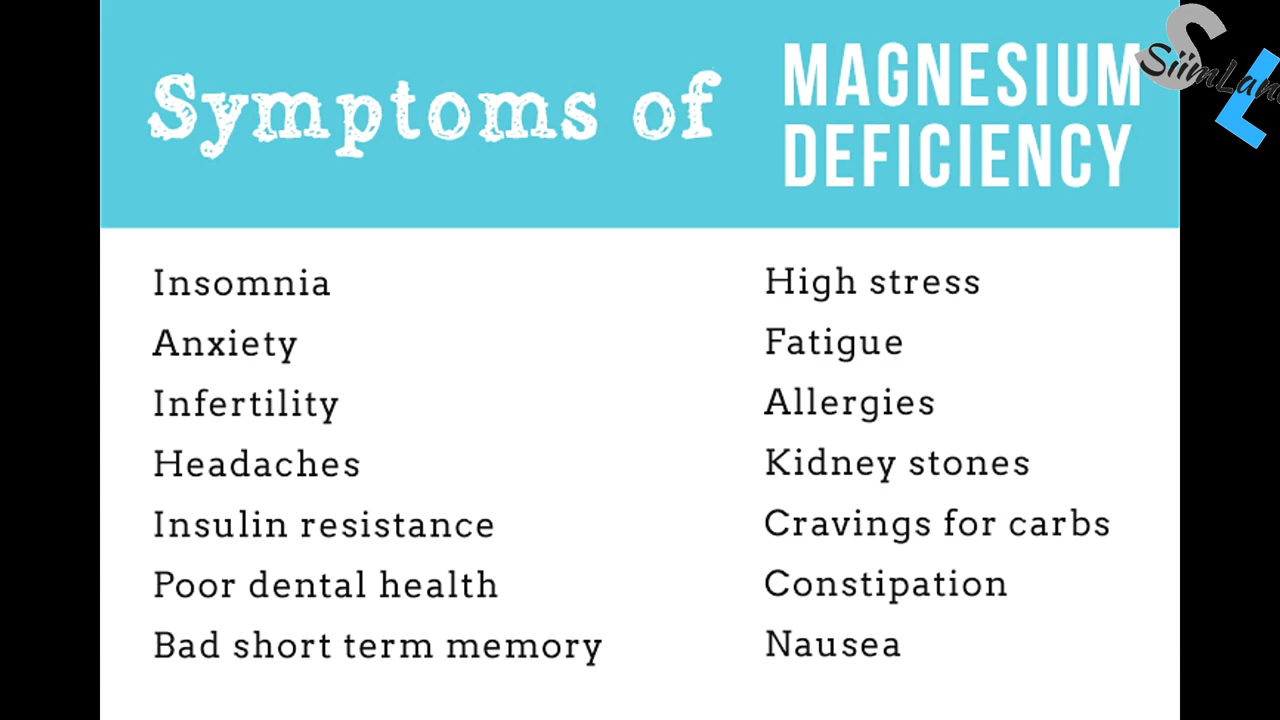 Symptoms of
MAGNESIUM
DEFICIENCY
SiimLan
Insomnia
Anxiety
Infertility
Headaches
Insulin resistance
Poor dental health
Bad short term memory
High stress
Fatigue
Allergies
Kidney stones
Cravings for carbs
Constipation
Nausea